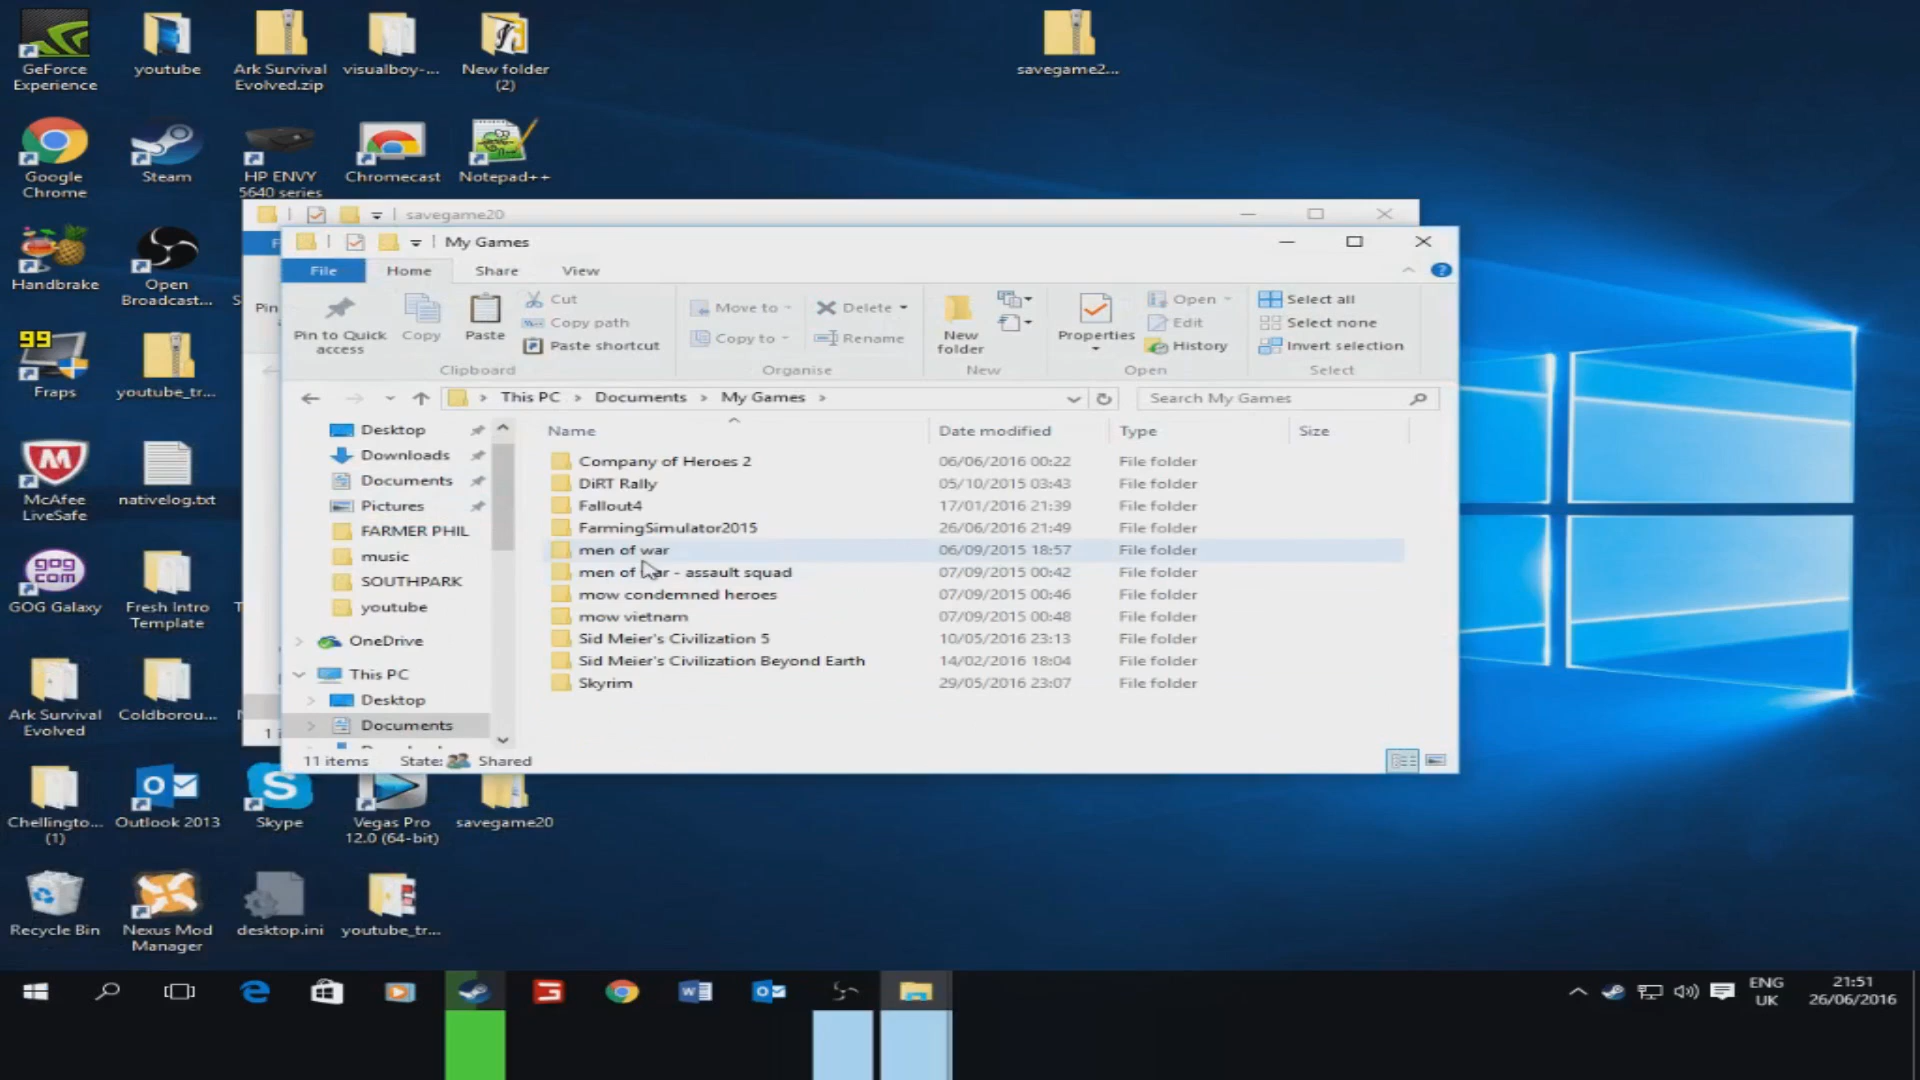 GeForce
Experience
youtube
Ark Survival
Evolved.zip
visualboy-...
New folder
(2)
savegame2...
Google
Chrome
Steam
HP ENVY
5640 series
Chromecast
Notepad++
Handbrake
Open
Broadcast...
99
Fraps
youtube_tr...
McAfee
LiveSafe
nativelog.txt
gog
com
GOG Galaxy
Fresh Intro
Template
Ark Survival
Evolved
Coldborou...
Chellingto...
(1)
Outlook 2013
Skype
Vegas Pro
12.0 (64-bit)
savegame20
Recycle Bin
Nexus Mod
Manager
desktop.ini
youtube_tr...
savegame20
Pin
My Games
File
Home
Share
View
Pin to Quick
access
Copy
Paste
Cut
Copy path
Paste shortcut
Clipboard
Move to
Copy to
Delete
Rename
Organise
New
folder
New
Properties
Open
Edit
History
Open
Select all
Select none
Invert selection
Select
This PC > Documents > My Games >
Search My Games
Name Date modified Type Size
Desktop
Downloads
Documents
Pictures
FARMER PHIL
music
SOUTHPARK
youtube
OneDrive
This PC
Desktop
Documents
Company of Heroes 2 06/06/2016 00:22 File folder
DiRT Rally 05/10/2015 03:43 File folder
Fallout4 17/01/2016 21:39 File folder
FarmingSimulator2015 26/06/2016 21:49 File folder
men of war 06/09/2015 18:57 File folder
men of war - assault squad 07/09/2015 00:42 File folder
mow condemned heroes 07/09/2015 00:46 File folder
mow vietnam 07/09/2015 00:48 File folder
Sid Meier's Civilization 5 10/05/2016 23:13 File folder
Sid Meier's Civilization Beyond Earth 14/02/2016 18:04 File folder
Skyrim 29/05/2016 23:07 File folder
11 items State: Shared
ENG
UK
21:51
26/06/2016